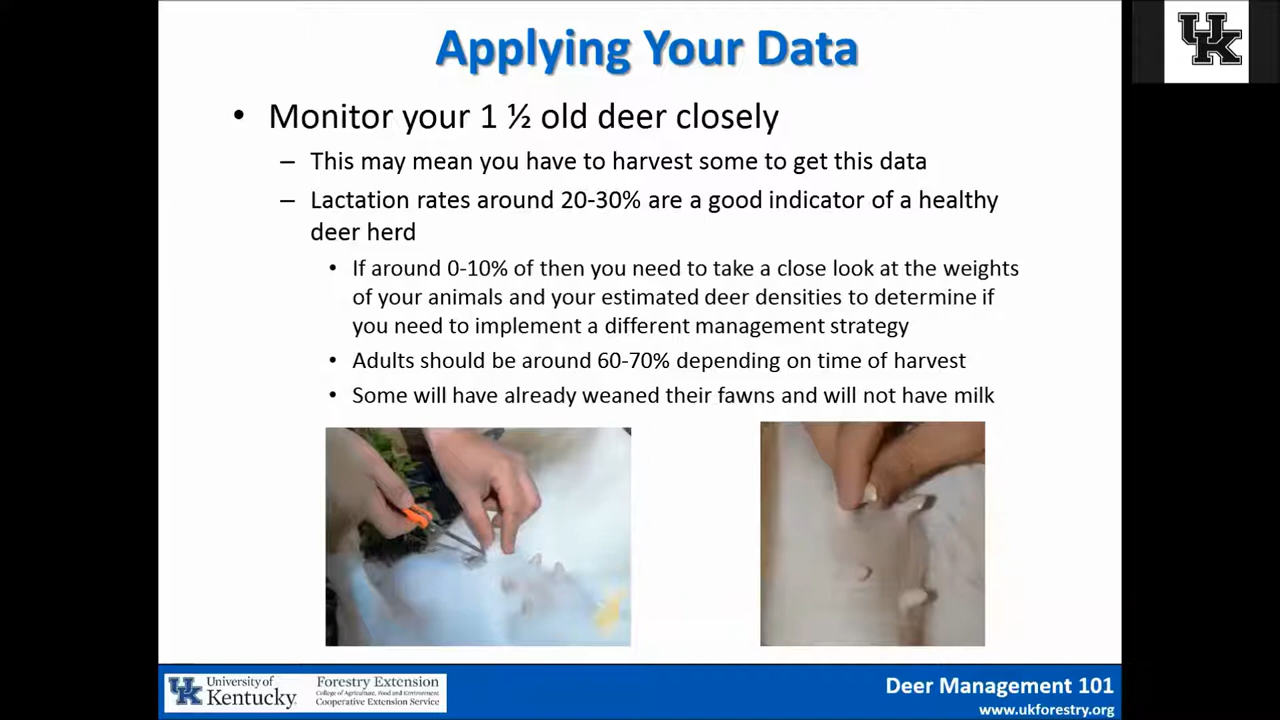 UK
Applying Your Data
• Monitor your 1 ½ old deer closely
– This may mean you have to harvest some to get this data
– Lactation rates around 20-30% are a good indicator of a healthy
deer herd
• If around 0-10% of then you need to take a close look at the weights
of your animals and your estimated deer densities to determine if
you need to implement a different management strategy
• Adults should be around 60-70% depending on time of harvest
• Some will have already weaned their fawns and will not have milk
UK University of
Kentucky
Forestry Extension
College of Agriculture, Food and Environment
Cooperative Extension Service
Deer Management 101
www.ukforestry.org